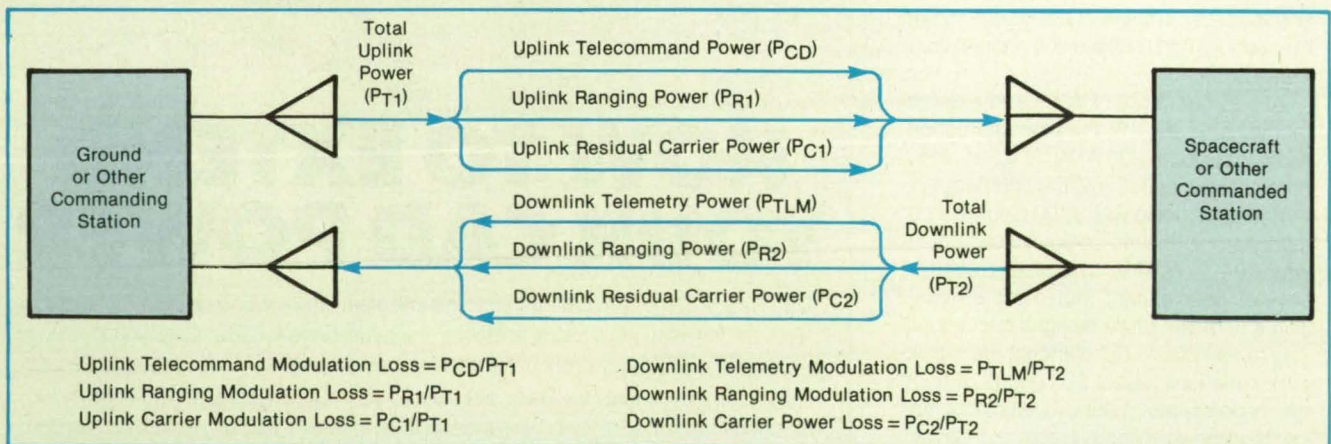 Ground
or Other
Commanding
Station
Total
Uplink
Power
(PT1)
Uplink Telecommand Power (PCD)
Uplink Ranging Power (PR1)
Uplink Residual Carrier Power (PC1)
Downlink Telemetry Power (PTLM)
Downlink Ranging Power (PR2)
Downlink Residual Carrier Power (PC2)
Total
Downlink
Power
(PT2)
Spacecraft
or Other
Commanded
Station
Uplink Telecommand Modulation Loss = PCD/PT1
Uplink Ranging Modulation Loss = PR1/PT1
Uplink Carrier Modulation Loss = PC1/PT1
Downlink Telemetry Modulation Loss = PTLM/PT2
Downlink Ranging Modulation Loss = PR2/PT2
Downlink Carrier Power Loss = PC2/PT2